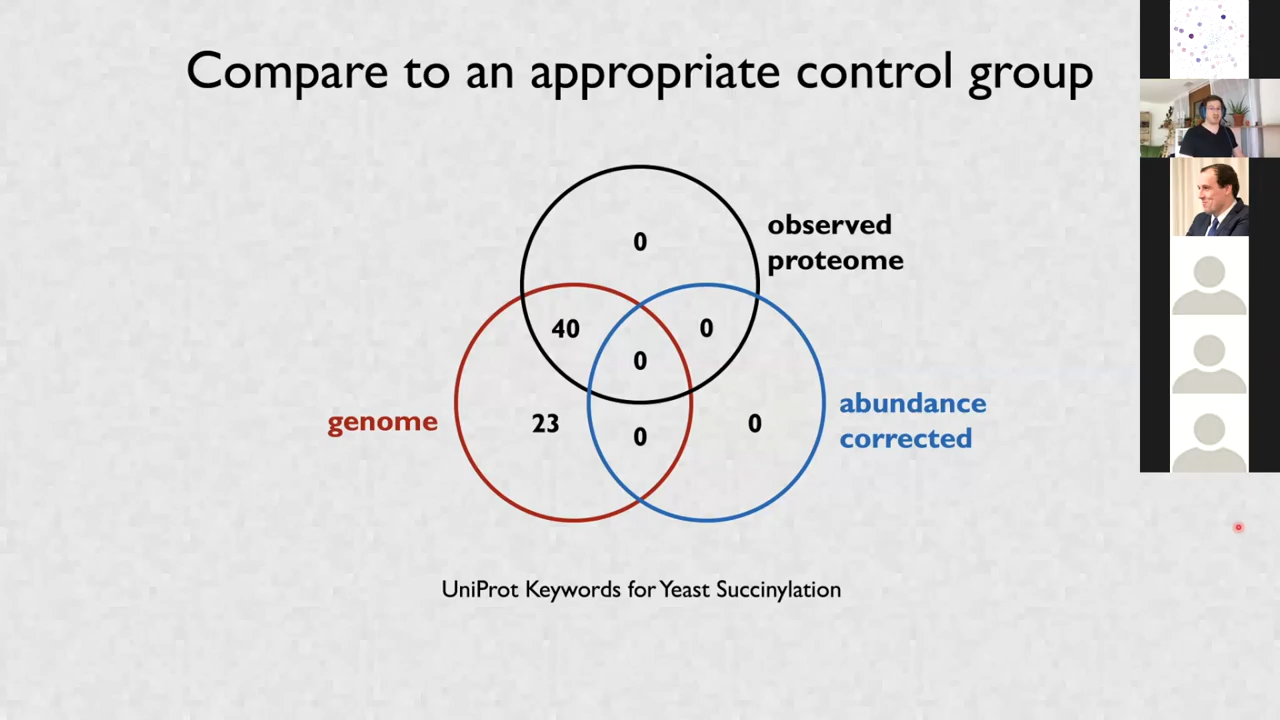 Compare to an appropriate control group
0
observed
proteome
40
0
0
genome
23
0
0
abundance
corrected
UniProt Keywords for Yeast Succinylation